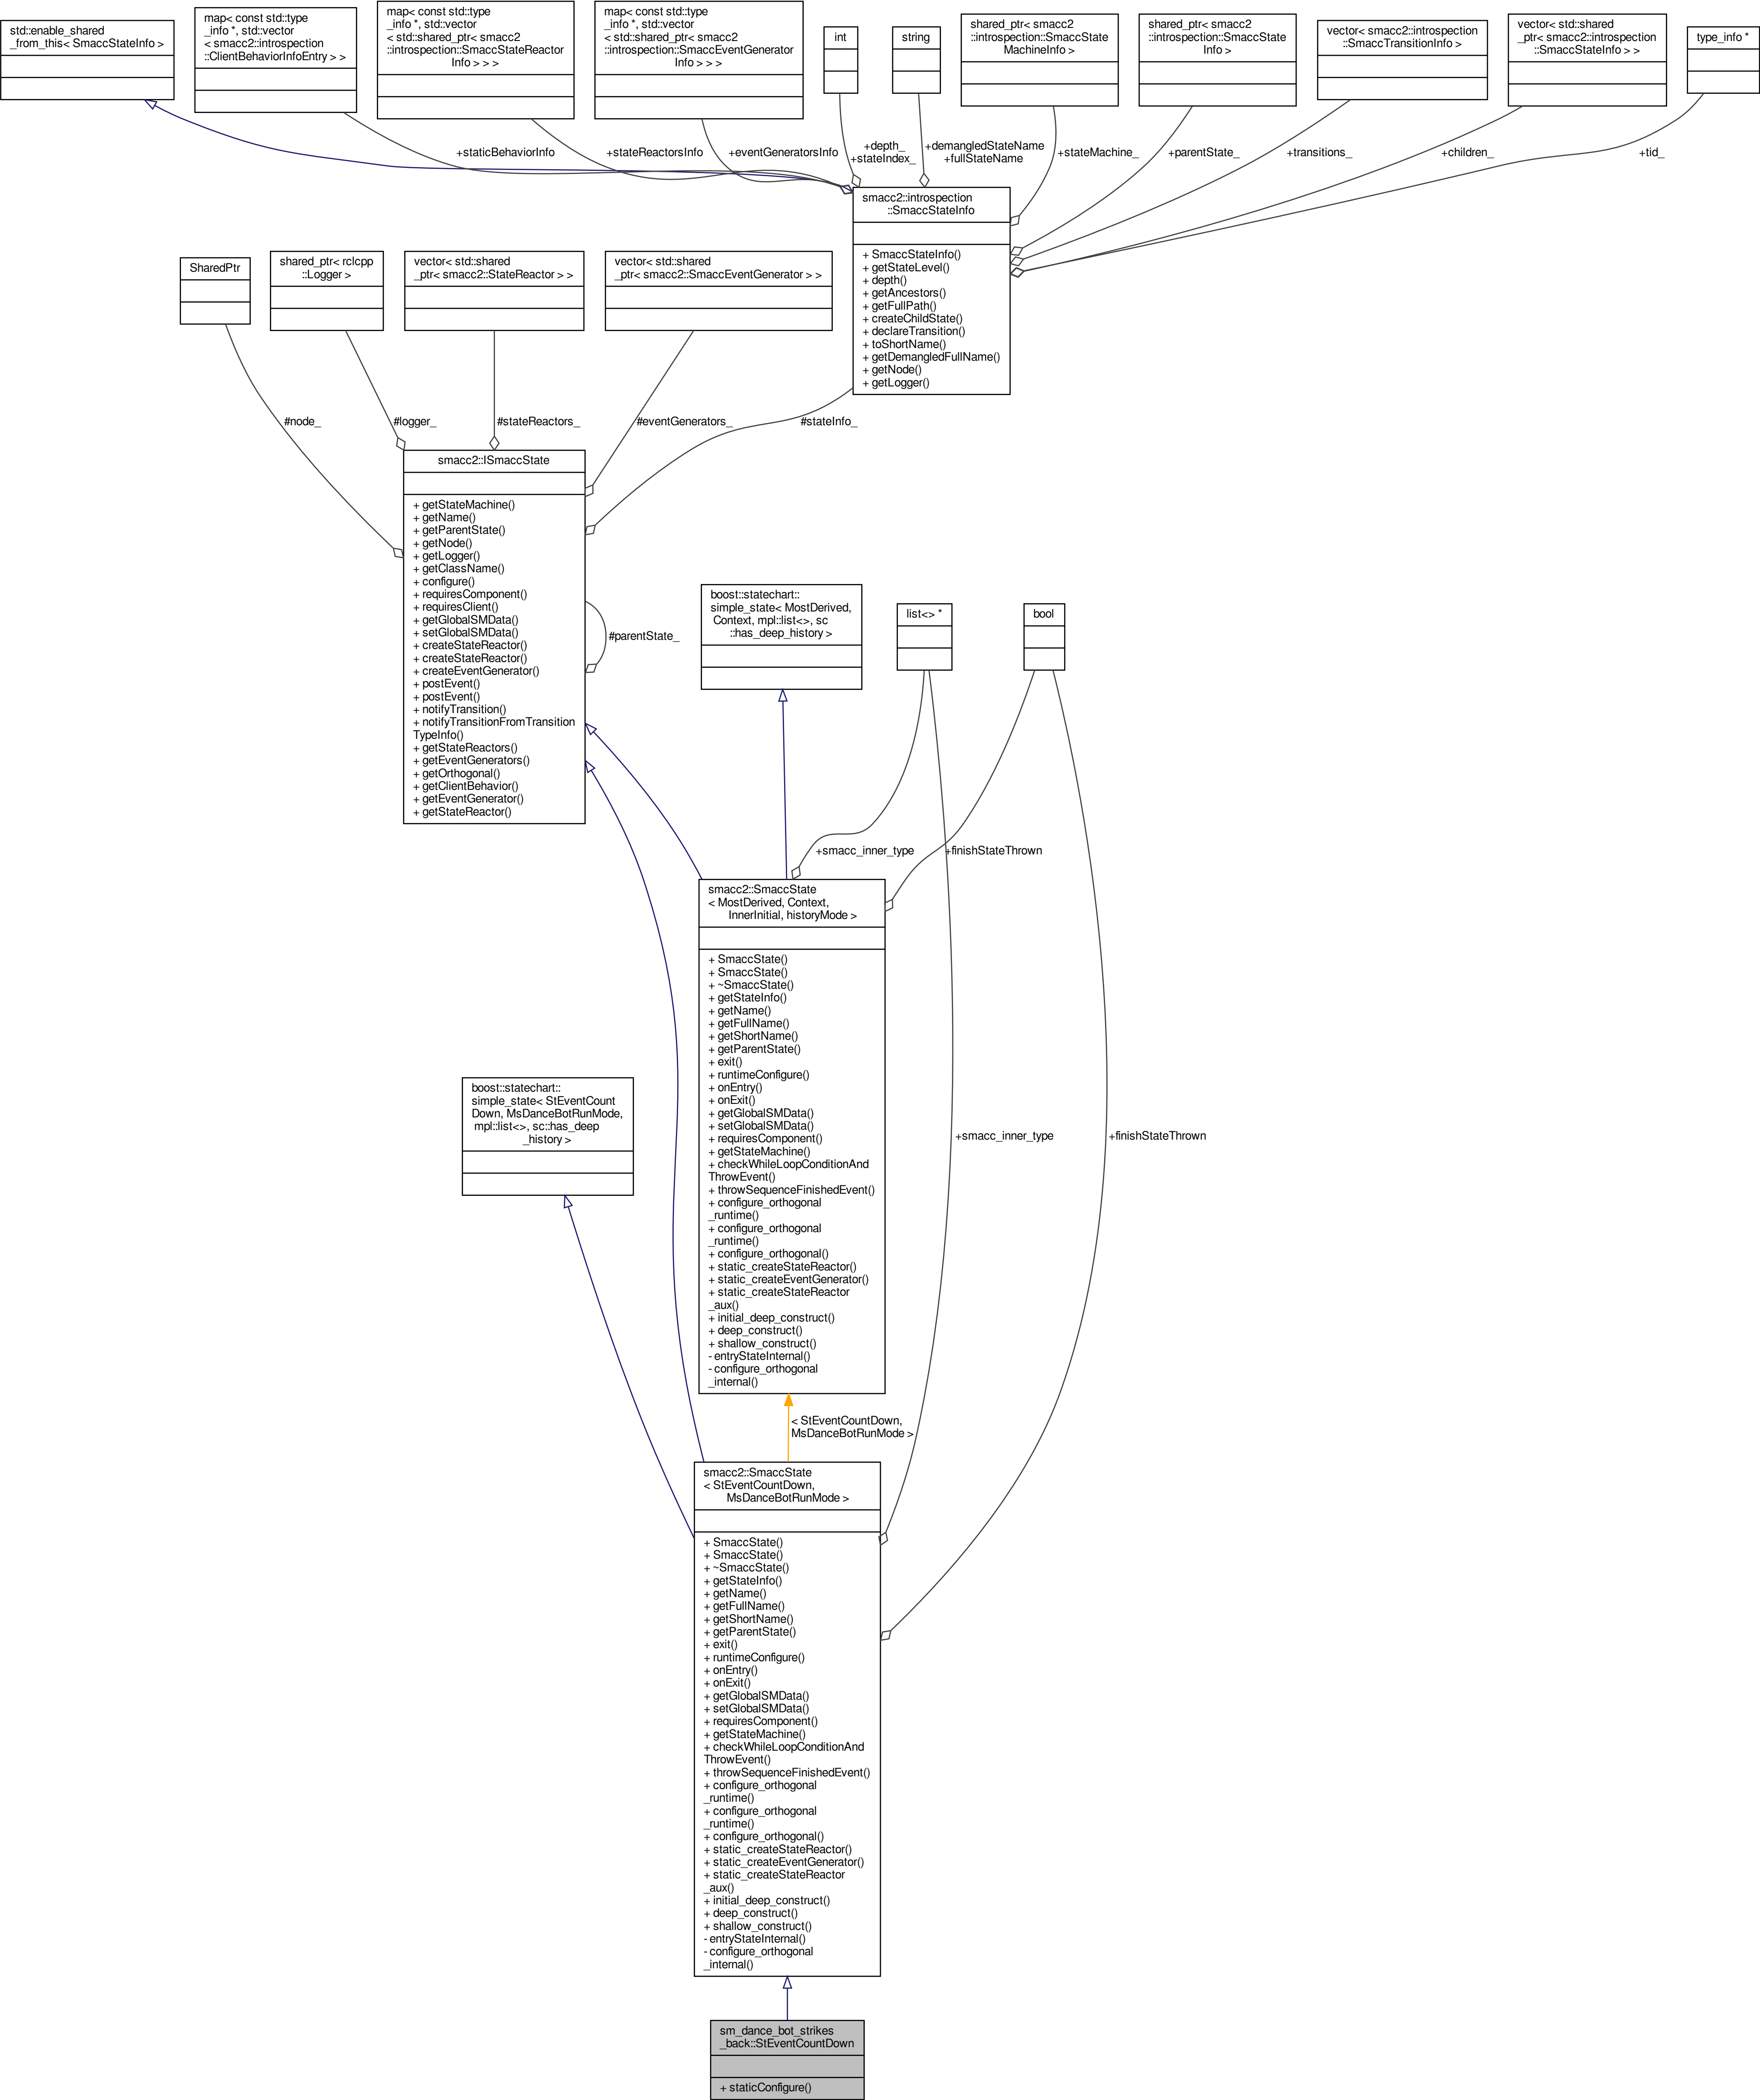 std::enable_shared
_from_this< SmaccStateInfo >
map< const std::type
_info *, std::vector
< smacc2::introspection
::ClientBehaviorInfoEntry > >
map< const std::type
_info *, std::vector
< std::shared_ptr< smacc2
::introspection::SmaccStateReactor
Info > > >
map< const std::type
_info *, std::vector
< std::shared_ptr< smacc2
::introspection::SmaccEventGenerator
Info > > >
int
string
shared_ptr< smacc2
::introspection::SmaccState
MachineInfo >
shared_ptr< smacc2
::introspection::SmaccState
Info >
vector< smacc2::introspection
::SmaccTransitionInfo >
vector< std::shared
_ptr< smacc2::introspection
::SmaccStateInfo > >
type_info *
+staticBehaviorInfo
+stateReactorsInfo
+eventGeneratorsInfo
+depth_
+stateIndex_
+demangledStateName
+fullStateName
+stateMachine_
+parentState_
+transitions_
+children_
+tid_
smacc2::introspection
::SmaccStateInfo
+ SmaccStateInfo()
+ getStateLevel()
+ depth()
+ getAncestors()
+ getFullPath()
+ createChildState()
+ declareTransition()
+ toShortName()
+ getDemangledFullName()
+ getNode()
+ getLogger()
SharedPtr
shared_ptr< rclcpp
::Logger >
vector< std::shared
_ptr< smacc2::StateReactor > >
vector< std::shared
_ptr< smacc2::SmaccEventGenerator > >
#node_
#logger_
#stateReactors_
#eventGenerators_
#stateInfo_
smacc2::ISmaccState
+ getStateMachine()
+ getName()
+ getParentState()
+ getNode()
+ getLogger()
+ getClassName()
+ configure()
+ requiresComponent()
+ requiresClient()
+ getGlobalSMData()
+ setGlobalSMData()
+ createStateReactor()
+ createStateReactor()
+ createEventGenerator()
+ postEvent()
+ postEvent()
+ notifyTransition()
+ notifyTransitionFromTransition
TypeInfo()
+ getStateReactors()
+ getEventGenerators()
+ getOrthogonal()
+ getClientBehavior()
+ getEventGenerator()
+ getStateReactor()
#parentState_
boost::statechart::
simple_state< MostDerived,
Context, mpl::list<>, sc
::has_deep_history >
list<> *
bool
+smacc_inner_type
+finishStateThrown
smacc2::SmaccState
< MostDerived, Context,
InnerInitial, historyMode >
+ SmaccState()
+ SmaccState()
+ ~SmaccState()
+ getStateInfo()
+ getName()
+ getFullName()
+ getShortName()
+ getParentState()
+ exit()
+ runtimeConfigure()
+ onEntry()
+ onExit()
+ getGlobalSMData()
+ setGlobalSMData()
+ requiresComponent()
+ getStateMachine()
+ checkWhileLoopConditionAnd
ThrowEvent()
+ throwSequenceFinishedEvent()
+ configure_orthogonal
_runtime()
+ configure_orthogonal
_runtime()
+ configure_orthogonal()
+ static_createStateReactor()
+ static_createEventGenerator()
+ static_createStateReactor
_aux()
+ initial_deep_construct()
+ deep_construct()
+ shallow_construct()
- entryStateInternal()
- configure_orthogonal
_internal()
boost::statechart::
simple_state< StEventCount
Down, MsDanceBotRunMode,
mpl::list<>, sc::has_deep
_history >
+smacc_inner_type
+finishStateThrown
< StEventCountDown,
MsDanceBotRunMode >
smacc2::SmaccState
< StEventCountDown,
MsDanceBotRunMode >
+ SmaccState()
+ SmaccState()
+ ~SmaccState()
+ getStateInfo()
+ getName()
+ getFullName()
+ getShortName()
+ getParentState()
+ exit()
+ runtimeConfigure()
+ onEntry()
+ onExit()
+ getGlobalSMData()
+ setGlobalSMData()
+ requiresComponent()
+ getStateMachine()
+ checkWhileLoopConditionAnd
ThrowEvent()
+ throwSequenceFinishedEvent()
+ configure_orthogonal
_runtime()
+ configure_orthogonal
_runtime()
+ configure_orthogonal()
+ static_createStateReactor()
+ static_createEventGenerator()
+ static_createStateReactor
_aux()
+ initial_deep_construct()
+ deep_construct()
+ shallow_construct()
- entryStateInternal()
- configure_orthogonal
_internal()
sm_dance_bot_strikes
_back::StEventCountDown
+ staticConfigure()